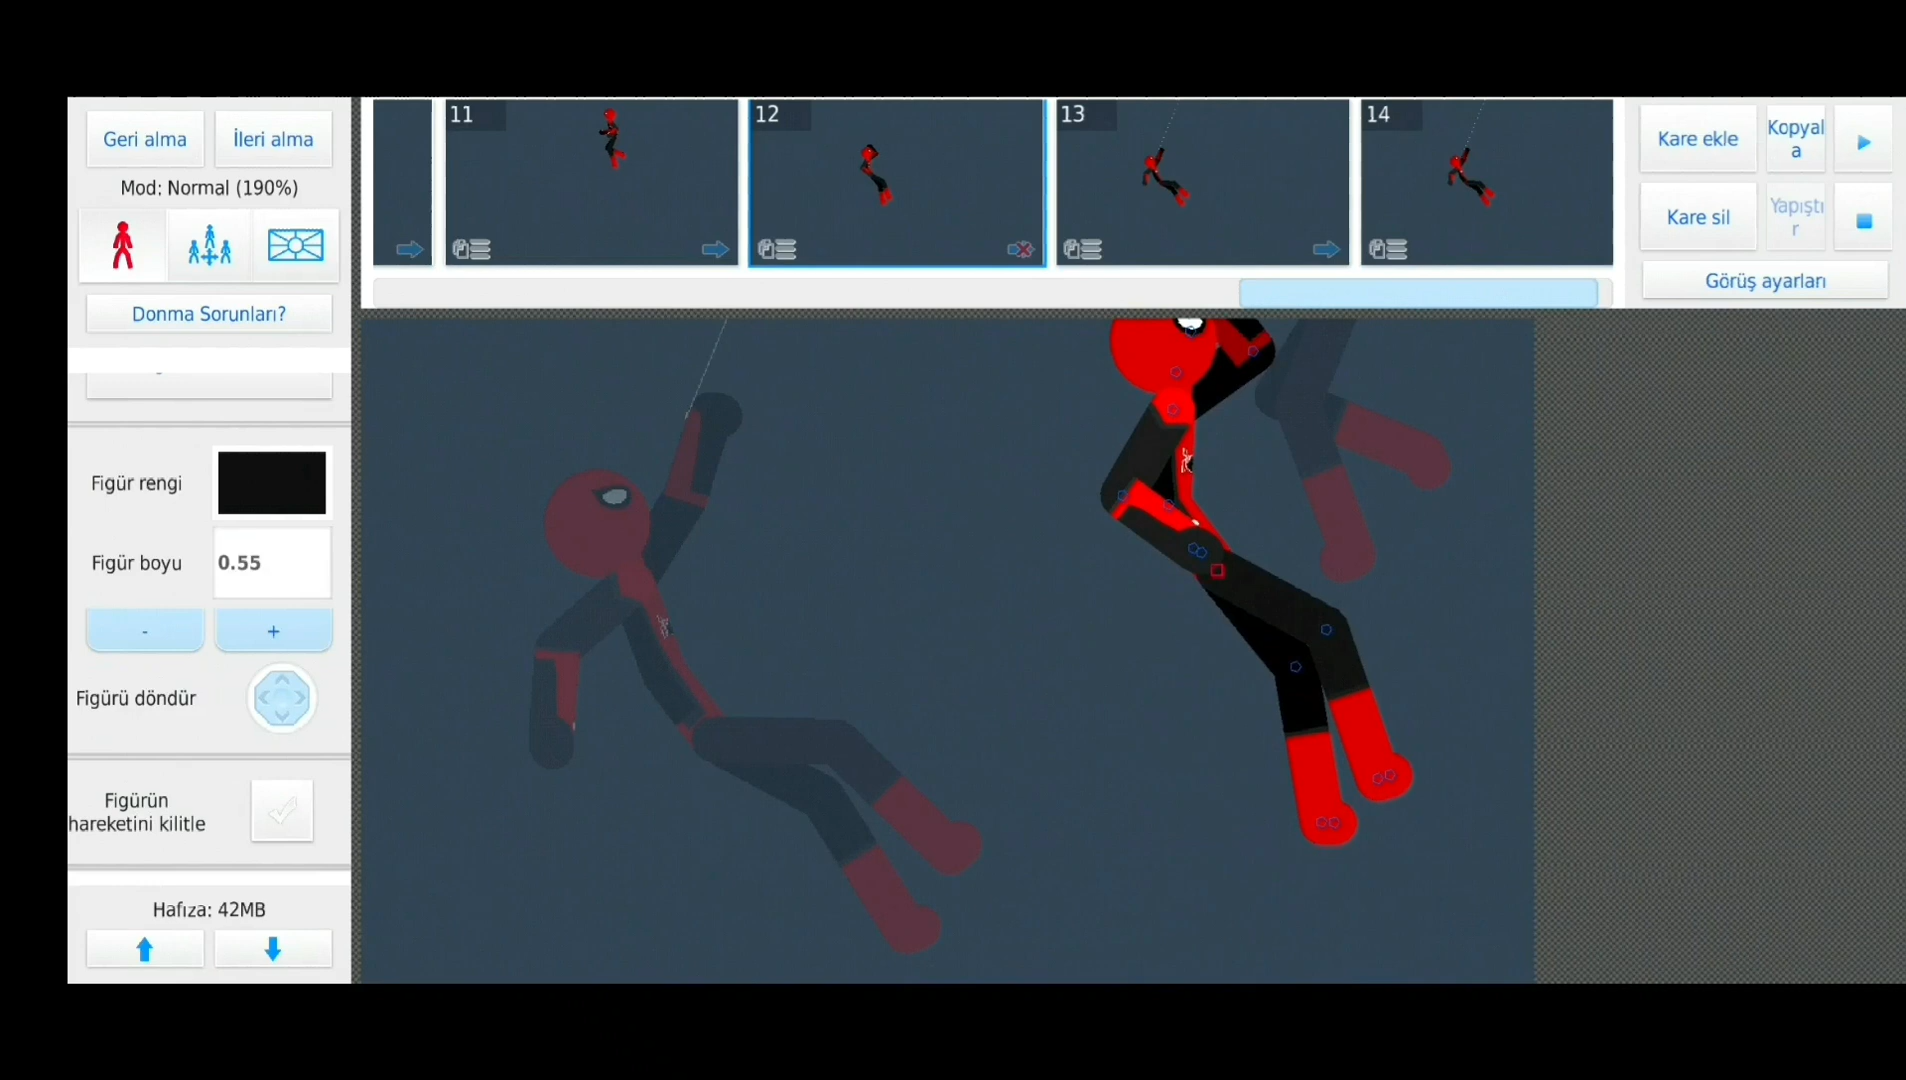 Geri alma
İleri alma
Mod: Normal (190%)
Donma Sorunları?
Figür rengi
Figür boyu
0.55
-
+
Figürü döndür
Figürün
hareketini kilitle
Hafıza: 42MB
11
12
13
14
Kare ekle
Kopyal
a
Kare sil
Yapıştı
r
Görüş ayarları